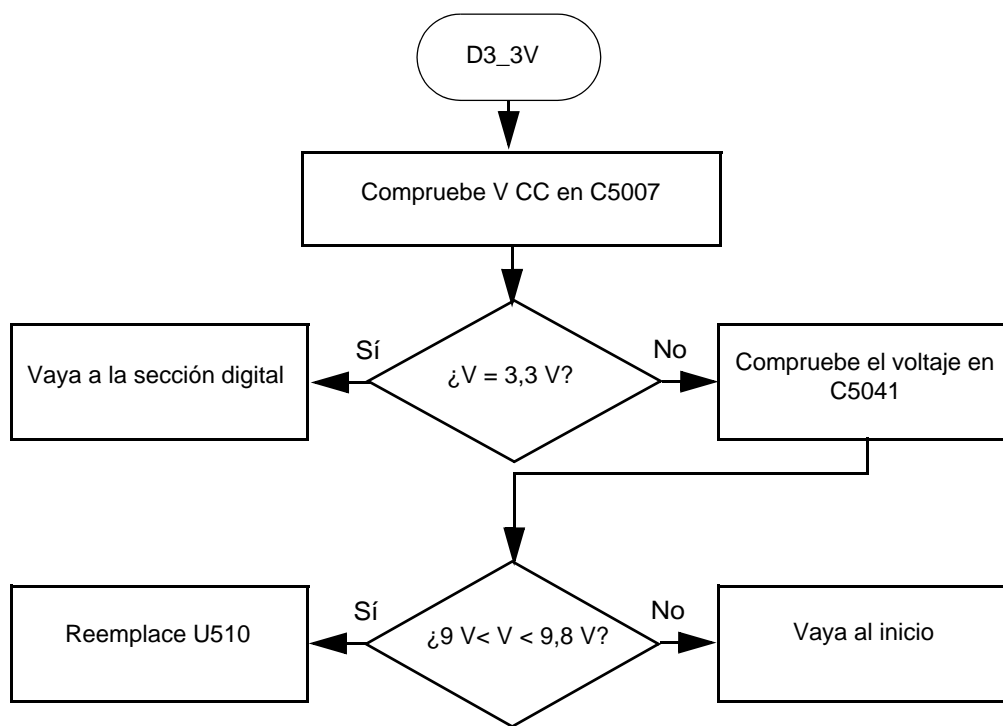 D3_3V
Compruebe V CC en C5007
Sí
No
Vaya a la sección digital
¿V = 3,3 V?
Compruebe el voltaje en
C5041
Sí
No
Reemplace U510
¿9 V< V < 9,8 V?
Vaya al inicio